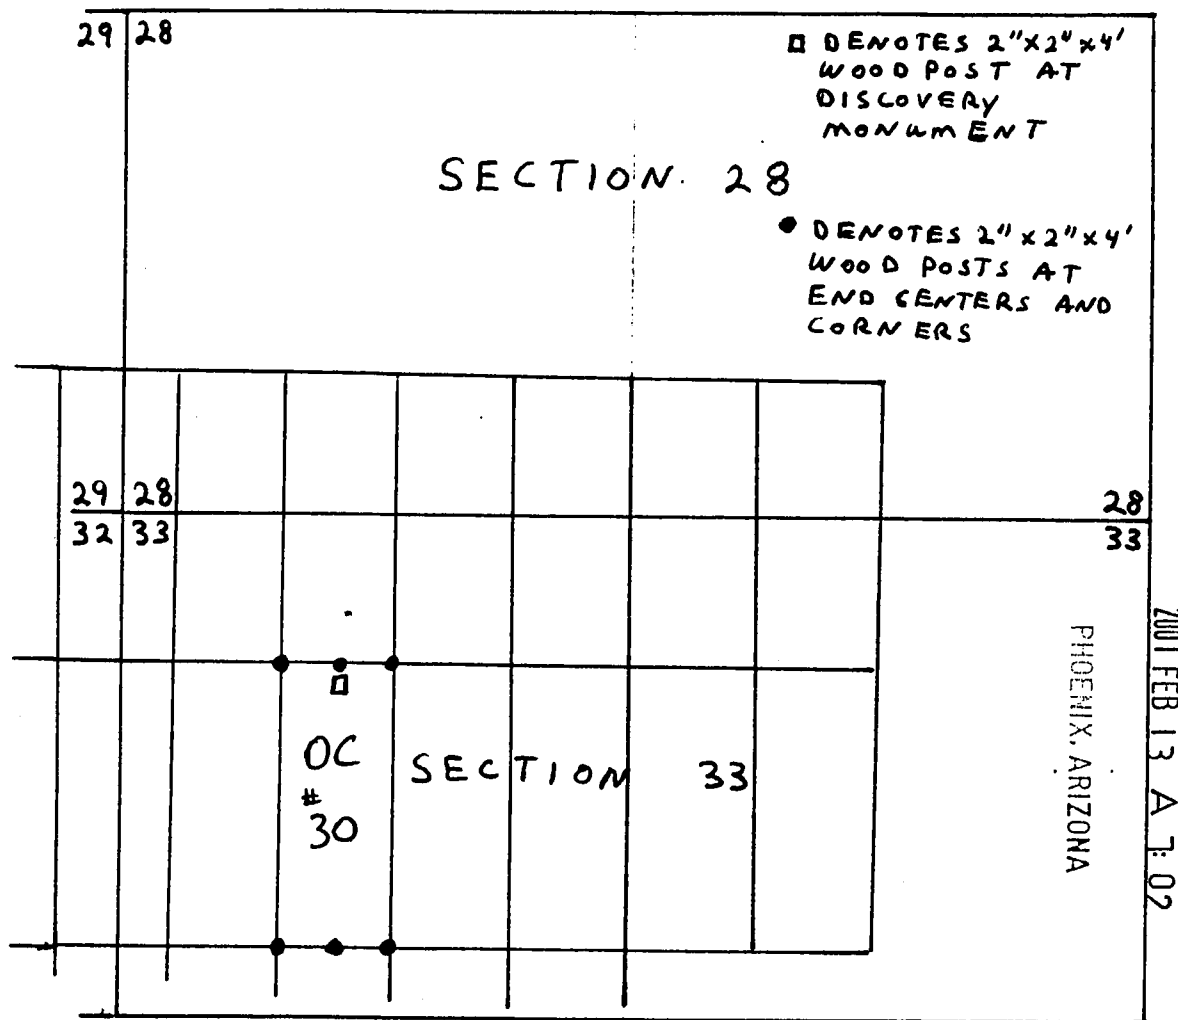 29 28
□ DENOTES 2"x2"x4'
WOOD POST AT
DISCOVERY
MONUMENT
SECTION 28
● DENOTES 2"x2"x4'
WOOD POSTS AT
END CENTERS AND
CORNERS
29 28
32 33
28
33
OC
#
30
SECTION 33
2001 FEB 13 A 7:02
PHOENIX, ARIZONA